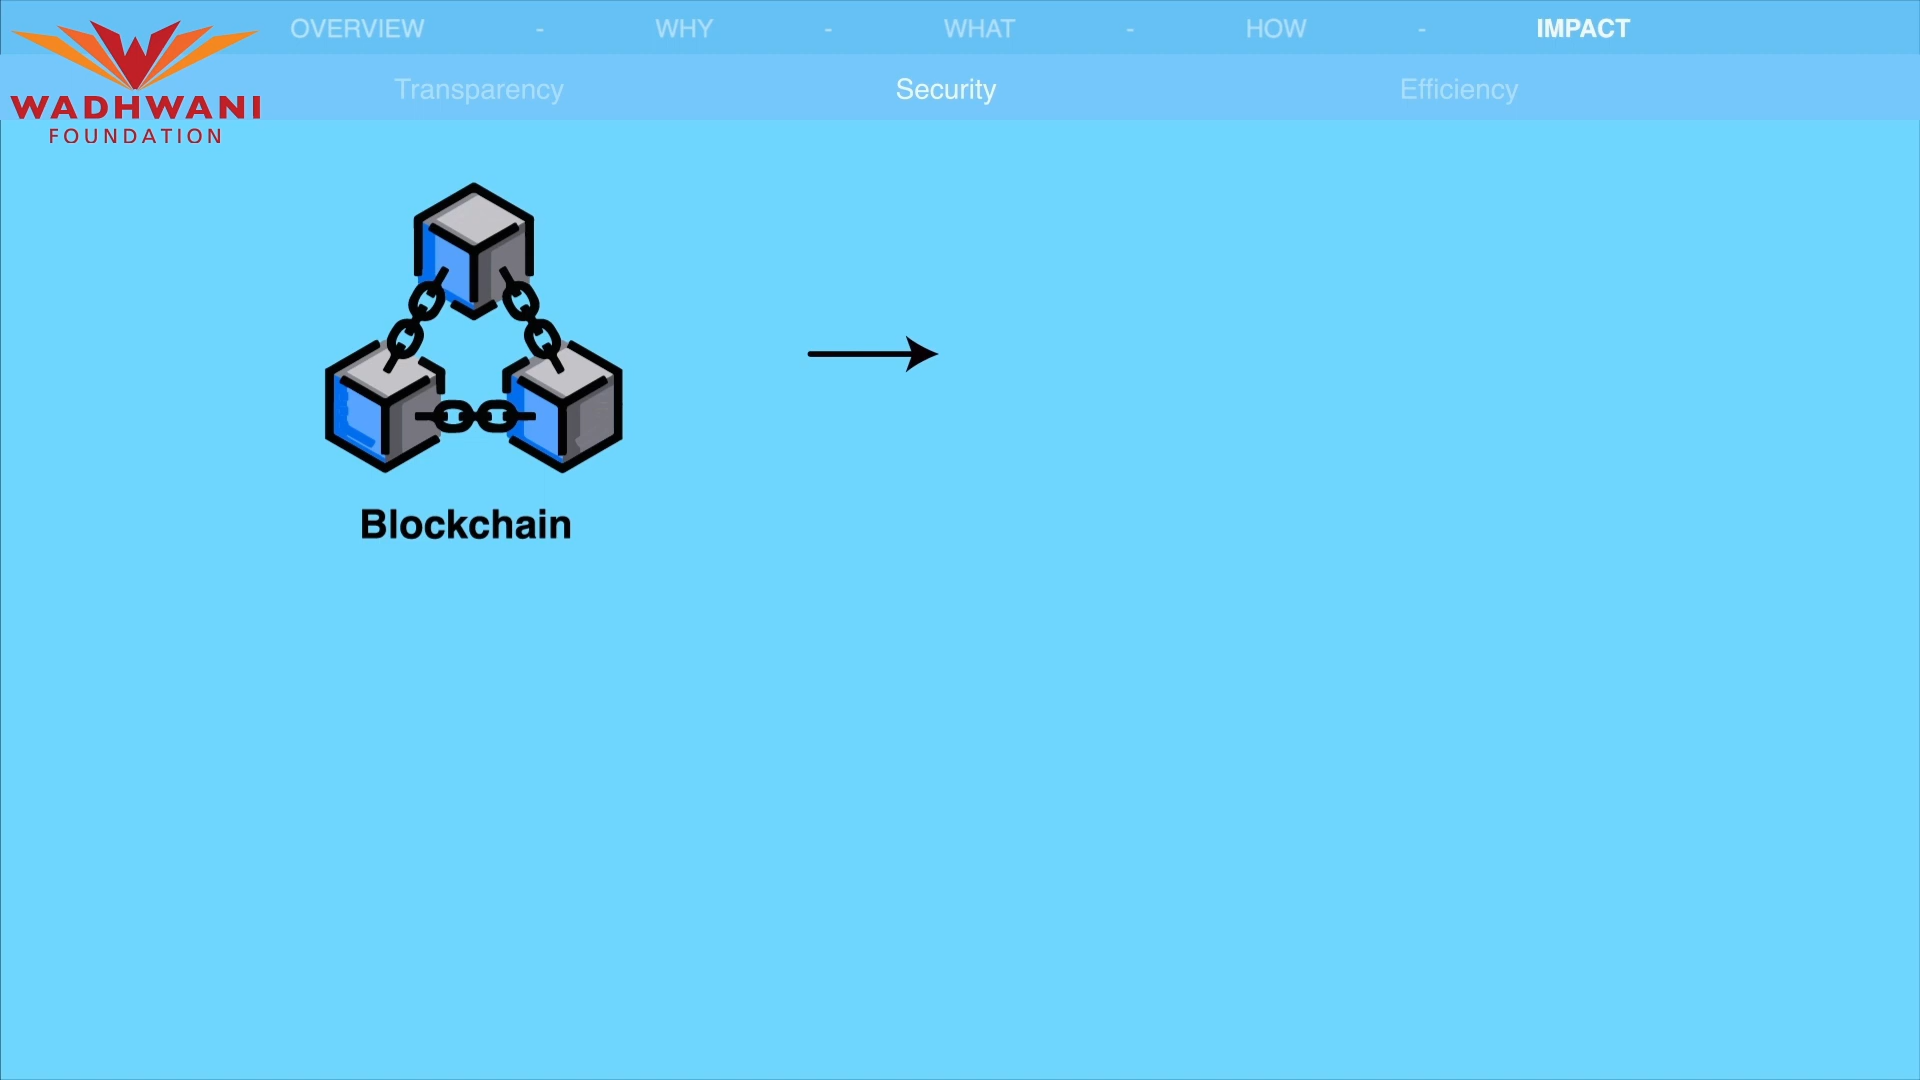 OVERVIEW - WHY - WHAT - HOW - IMPACT
Transparency Security Efficiency
WADHWANI
FOUNDATION
Blockchain